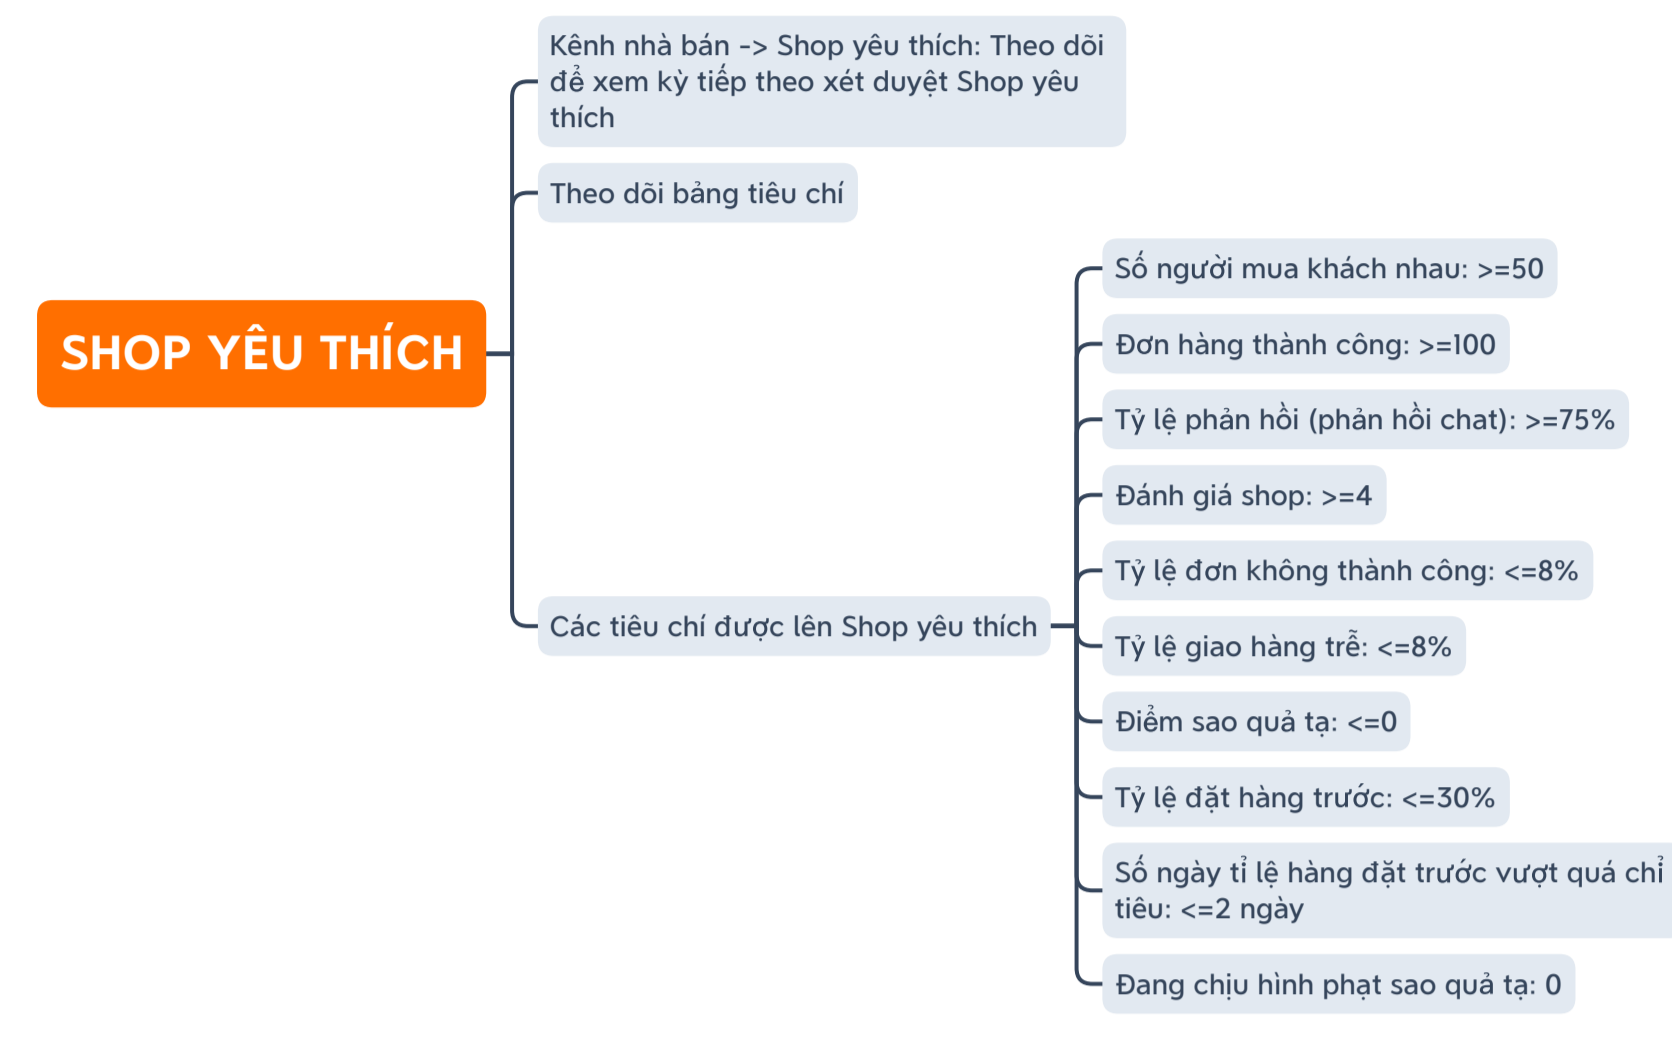 Kênh nhà bán -> Shop yêu thích: Theo dõi
để xem kỳ tiếp theo xét duyệt Shop yêu
thích
Theo dõi bảng tiêu chí
SHOP YÊU THÍCH
Các tiêu chí được lên Shop yêu thích
Số người mua khách nhau: >=50
Đơn hàng thành công: >=100
Tỷ lệ phản hồi (phản hồi chat): >=75%
Đánh giá shop: >=4
Tỷ lệ đơn không thành công: <=8%
Tỷ lệ giao hàng trễ: <=8%
Điểm sao quả tạ: <=0
Tỷ lệ đặt hàng trước: <=30%
Số ngày tỉ lệ hàng đặt trước vượt quá chỉ
tiêu: <=2 ngày
Đang chịu hình phạt sao quả tạ: 0